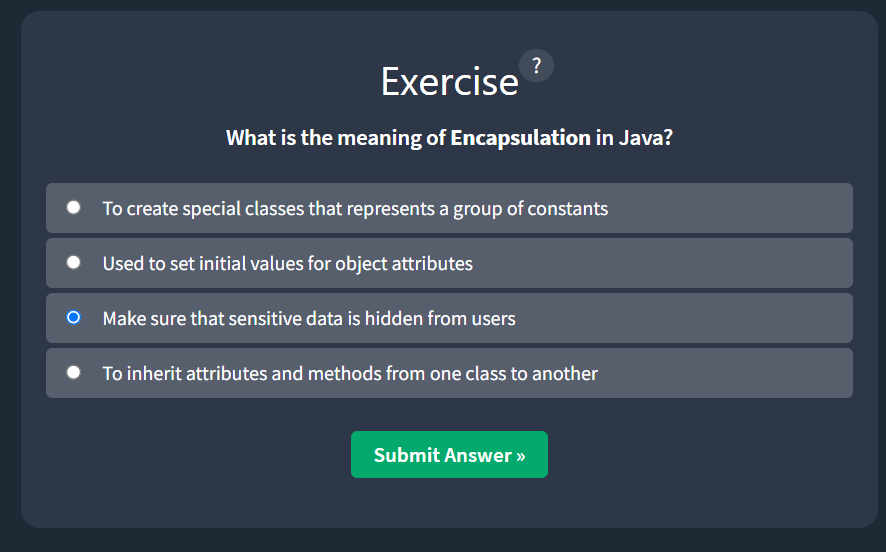 Exercise ?
What is the meaning of Encapsulation in Java?
To create special classes that represents a group of constants
Used to set initial values for object attributes
Make sure that sensitive data is hidden from users
To inherit attributes and methods from one class to another
Submit Answer »